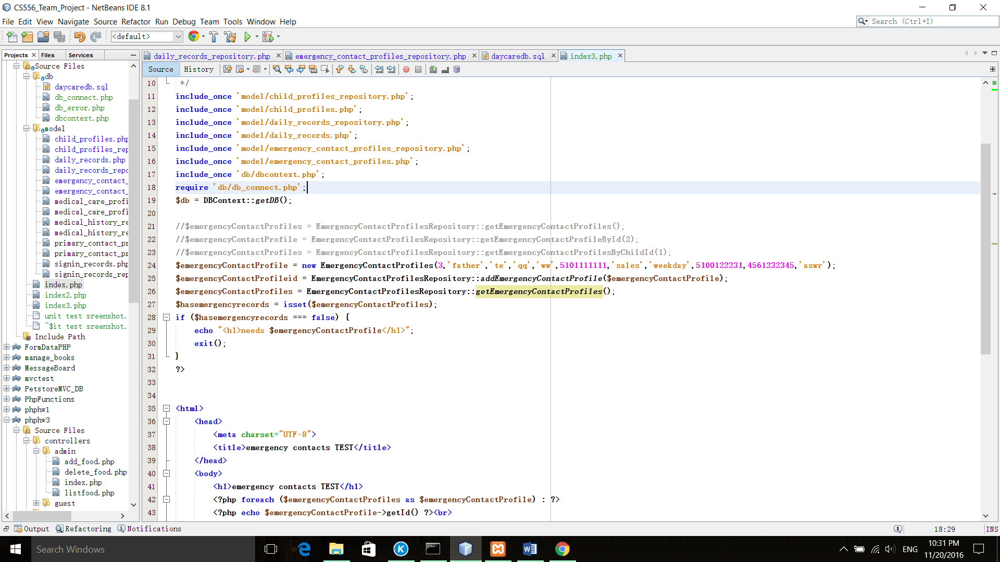 CS556_Team_Project - NetBeans IDE 8.1
File Edit View Navigate Source Refactor Run Debug Team Tools Window Help
Search (Ctrl+I)
<default>
Projects Files Services
Source Files
db
daycaredb.sql
db_connect.php
db_error.php
dbcontext.php
model
child_profiles.php
child_profiles_rep
daily_records.php
daily_records_repo
emergency_contact_
emergency_contact_
medical_care_profi
medical_care_profi
medical_history_re
medical_history_re
primary_contact_pr
primary_contact_pr
signin_records.php
signin_records_rep
index.php
index2.php
index3.php
unit test sreenshot.
~$it test sreenshot.
Include Path
FormDataPHP
manage_books
MessageBoard
mvctest
PetstoreMVC_DB
PhpFunctions
phphw1
phphw3
Source Files
controllers
admin
add_food.php
delete_food.php
index.php
listfood.php
guest
daily_records_repository.php emergency_contact_profiles_repository.php daycaredb.sql index3.php
Source History
10 */
11 include_once 'model/child_profiles_repository.php';
12 include_once 'model/child_profiles.php';
13 include_once 'model/daily_records_repository.php';
14 include_once 'model/daily_records.php';
15 include_once 'model/emergency_contact_profiles_repository.php';
16 include_once 'model/emergency_contact_profiles.php';
17 include_once 'db/dbcontext.php';
18 require 'db/db_connect.php';
19 $db = DBContext::getDB();
20
21 //$emergencyContactProfiles = EmergencyContactProfilesRepository::getEmergencyContactProfiles();
22 //$emergencyContactProfile = EmergencyContactProfilesRepository::getEmergencyContactProfileById(2);
23 //$emergencyContactProfiles = EmergencyContactProfilesRepository::getEmergencyContactProfilesByChildId(1);
24 $emergencyContactProfile = new EmergencyContactProfiles(3,'father','te','qq','ww',5101111111,'sales','weekday',5100122231,4561232345,'aswr');
25 $emergencyContactProfileid = EmergencyContactProfilesRepository::addEmergencyContactProfile($emergencyContactProfile);
26 $emergencyContactProfiles = EmergencyContactProfilesRepository::getEmergencyContactProfiles();
27 $hasemergencyrecords = isset($emergencyContactProfiles);
28 if ($hasemergencyrecords === false) {
29 echo "<h1>needs $emergencyContactProfile</h1>";
30 exit();
31 }
32 ?>
33
34
35 <html>
36 <head>
37 <meta charset="UTF-8">
38 <title>emergency contacts TEST</title>
39 </head>
40 <body>
41 <h1>emergency contacts TEST</h1>
42 <?php foreach ($emergencyContactProfiles as $emergencyContactProfile) : ?>
43 <?php echo $emergencyContactProfile->getId() ?><br>
Output Refactoring Notifications
18:29 INS
Search Windows
ENG
10:31 PM
11/20/2016